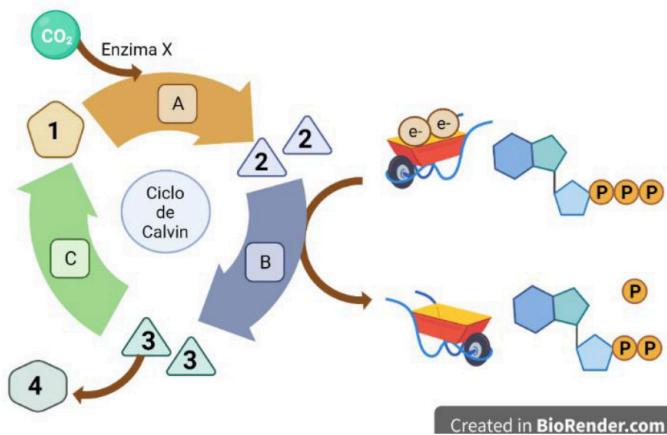 CO₂
Enzima X
A
1
2
2
e-
e-
P P P
Ciclo
de
Calvin
C
B
P
3
3
P P
4
Created in BioRender.com